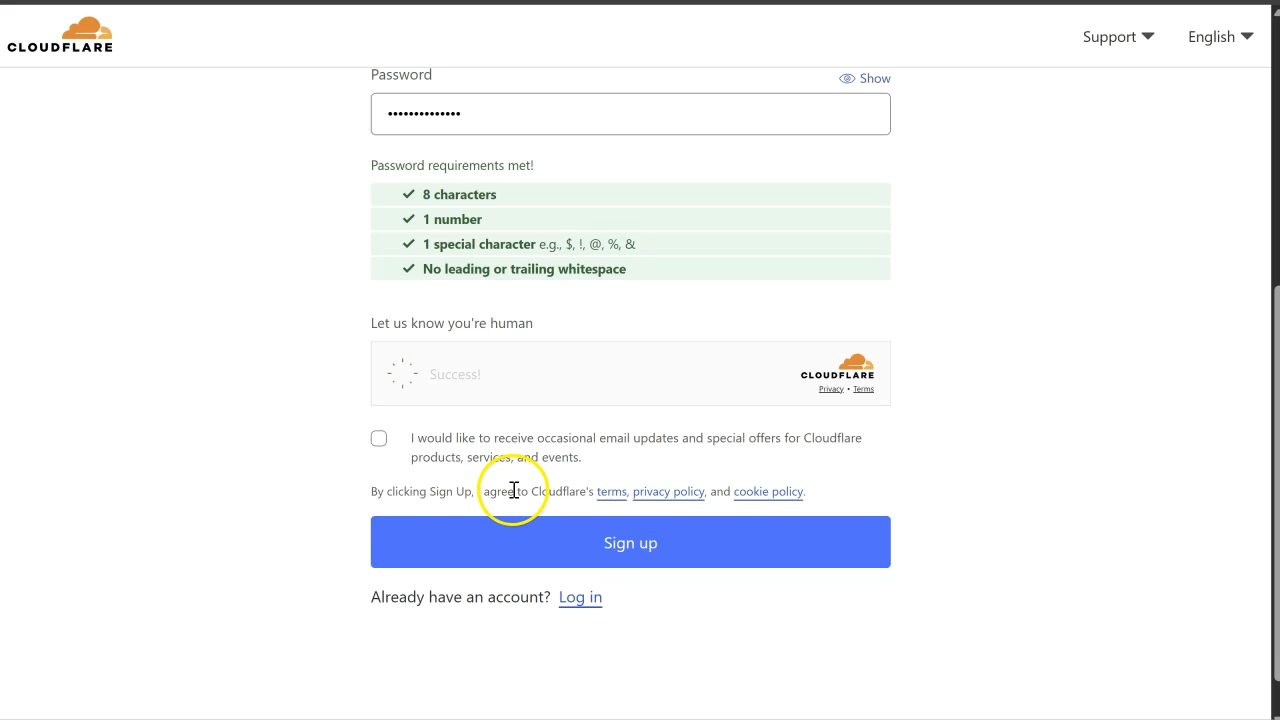 CLOUDFLARE
Support
English
Password
Show
••••••••••••••
Password requirements met!
8 characters
1 number
1 special character e.g., $, !, @, %, &
No leading or trailing whitespace
Let us know you're human
Success!
CLOUDFLARE
Privacy • Terms
I would like to receive occasional email updates and special offers for Cloudflare
products, services, and events.
By clicking Sign Up, I agree to Cloudflare's terms, privacy policy, and cookie policy.
Sign up
Already have an account? Log in